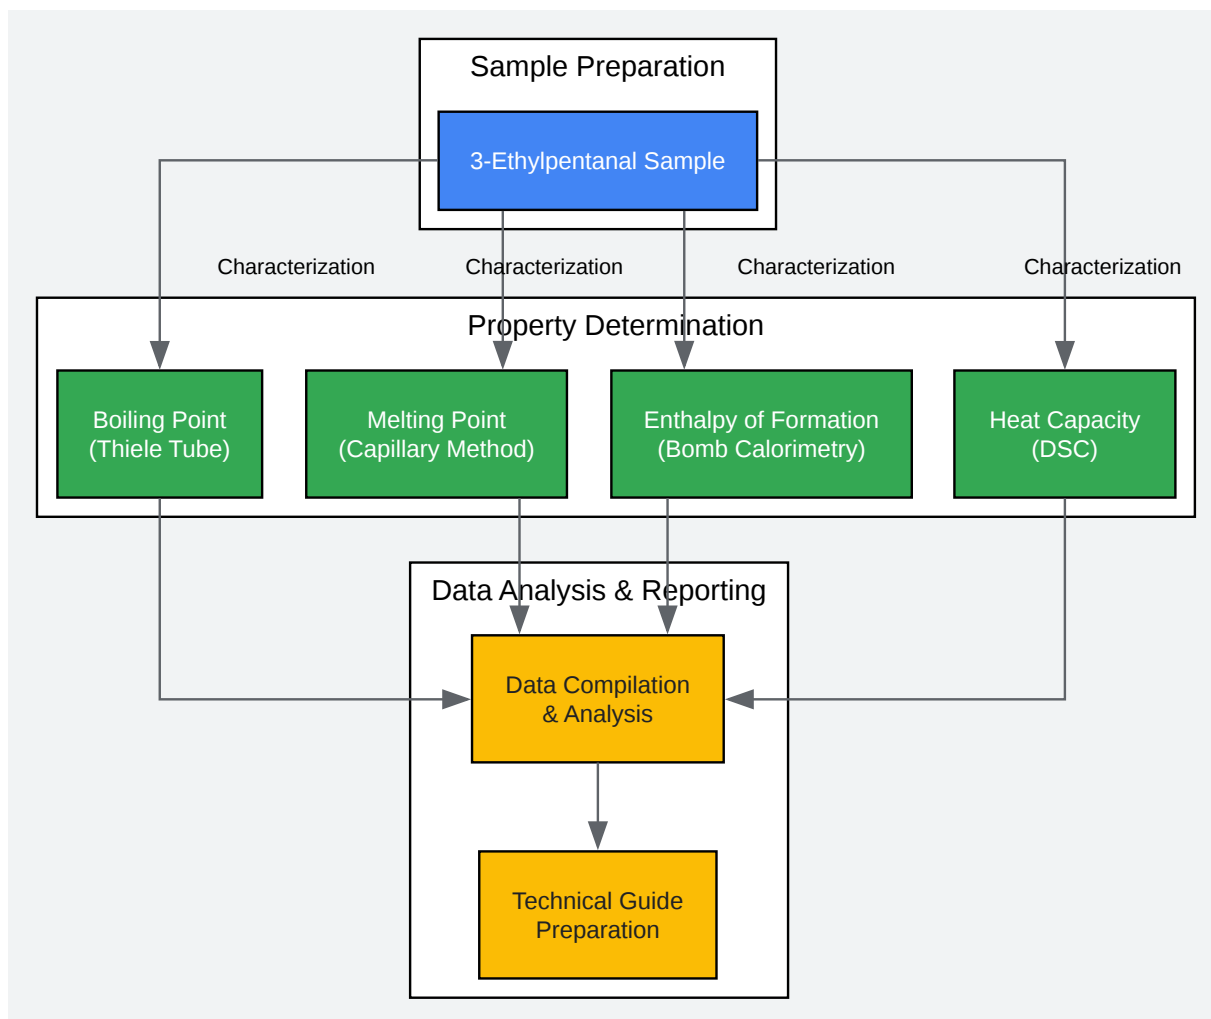 Sample Preparation
3-Ethylpentanal Sample
Characterization
Characterization
Characterization
Characterization
Property Determination
Boiling Point
(Thiele Tube)
Melting Point
(Capillary Method)
Enthalpy of Formation
(Bomb Calorimetry)
Heat Capacity
(DSC)
Data Analysis & Reporting
Data Compilation
& Analysis
Technical Guide
Preparation